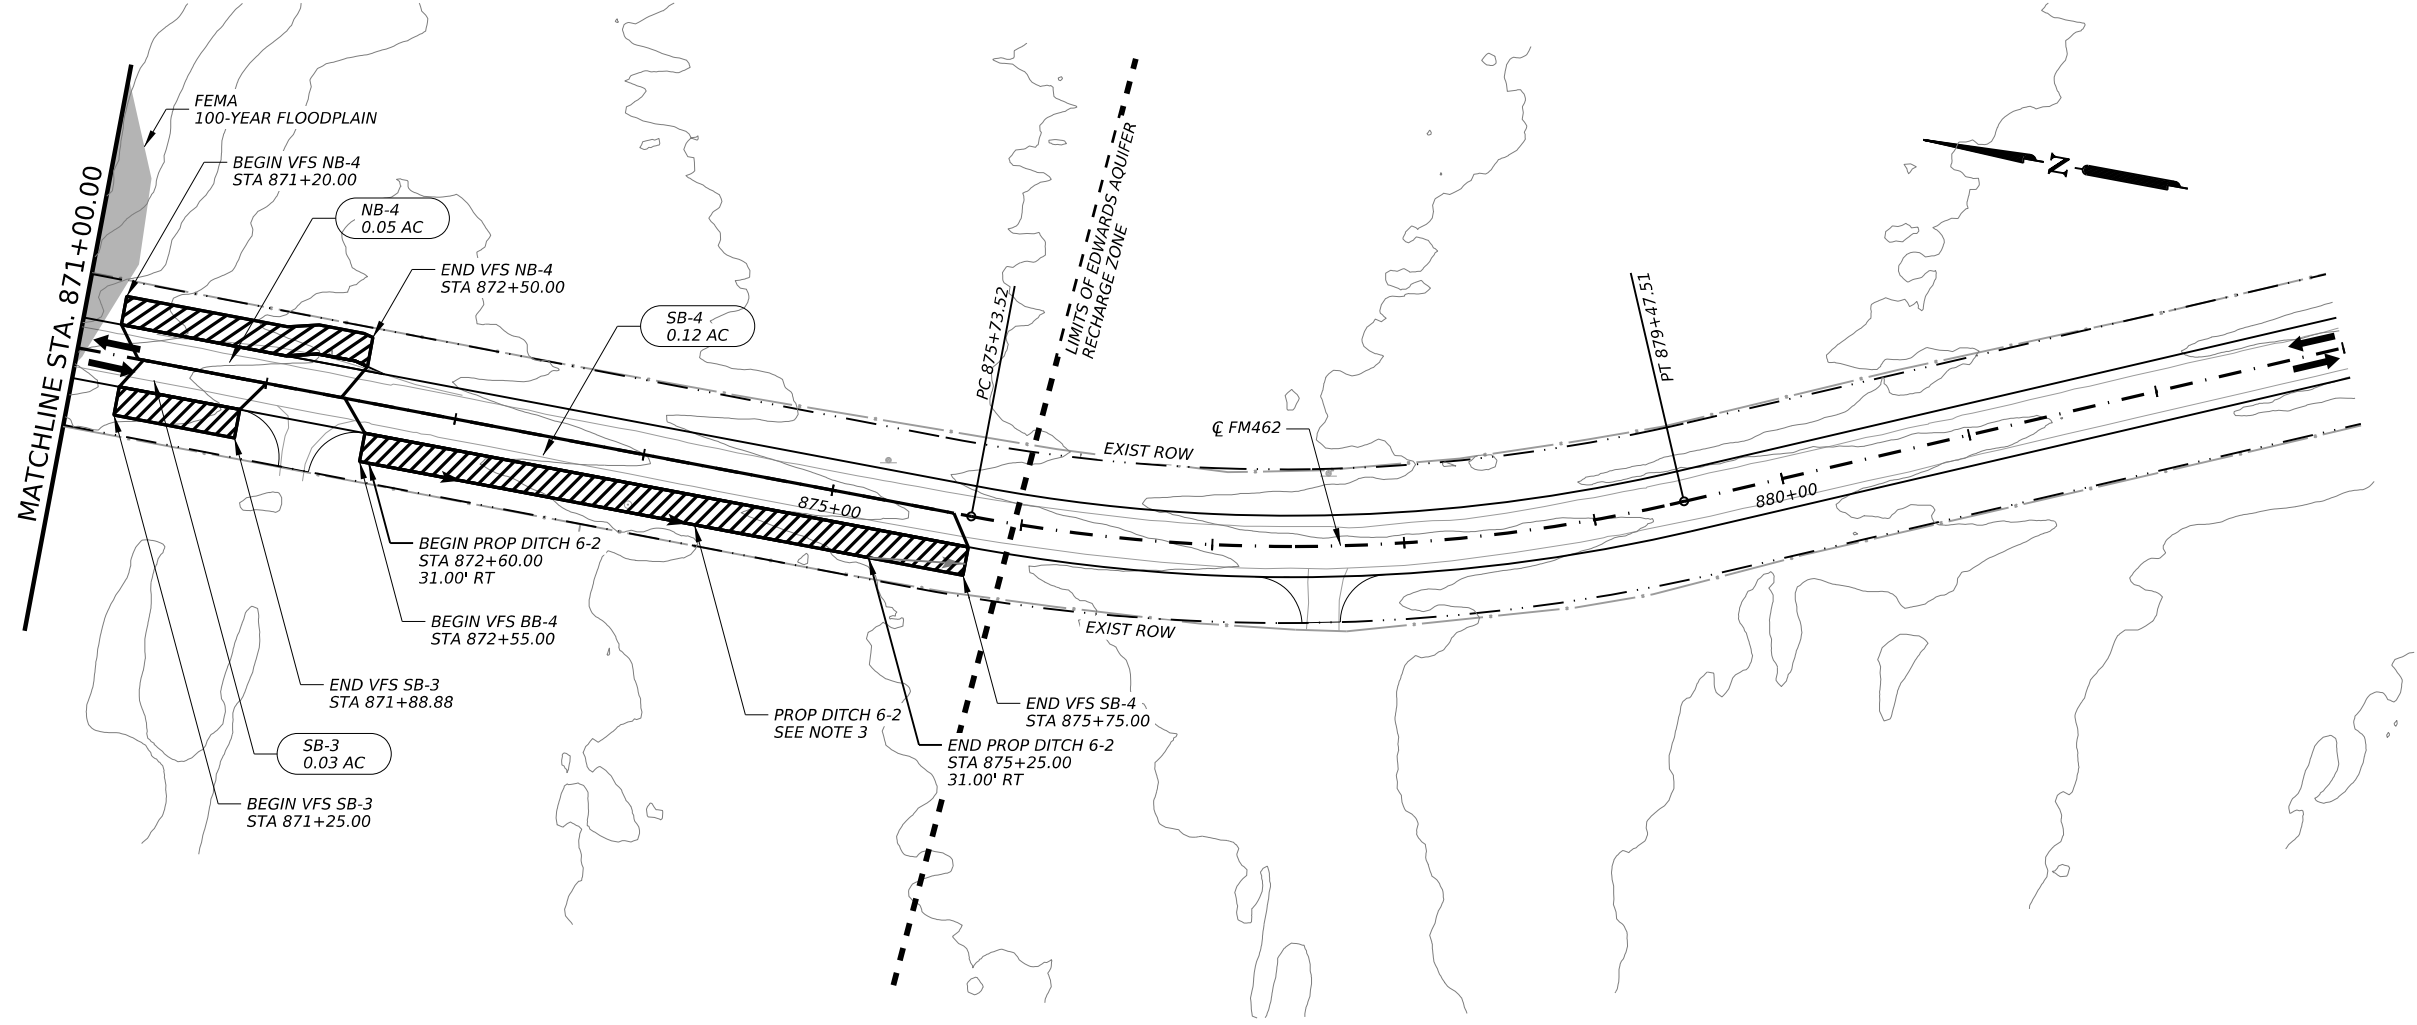 FEMA
100-YEAR FLOODPLAIN
BEGIN VFS NB-4
STA 871+20.00
NB-4
0.05 AC
END VFS NB-4
STA 872+50.00
SB-4
0.12 AC
MATCHLINE STA. 871+00.00
PC 875+73.52
LIMITS OF EDWARDS AQUIFER
RECHARGE ZONE
PT 879+47.51
N
℄ FM462
EXIST ROW
875+00
880+00
EXIST ROW
BEGIN PROP DITCH 6-2
STA 872+60.00
31.00' RT
BEGIN VFS BB-4
STA 872+55.00
END VFS SB-3
STA 871+88.88
PROP DITCH 6-2
SEE NOTE 3
END VFS SB-4
STA 875+75.00
END PROP DITCH 6-2
STA 875+25.00
31.00' RT
SB-3
0.03 AC
BEGIN VFS SB-3
STA 871+25.00